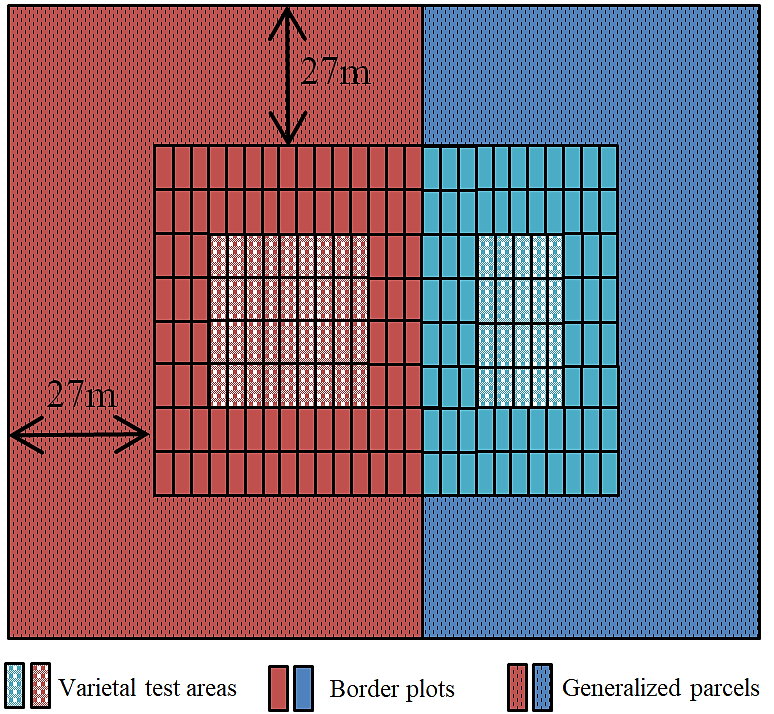 27m
27m
Varietal test areas
Border plots
Generalized parcels